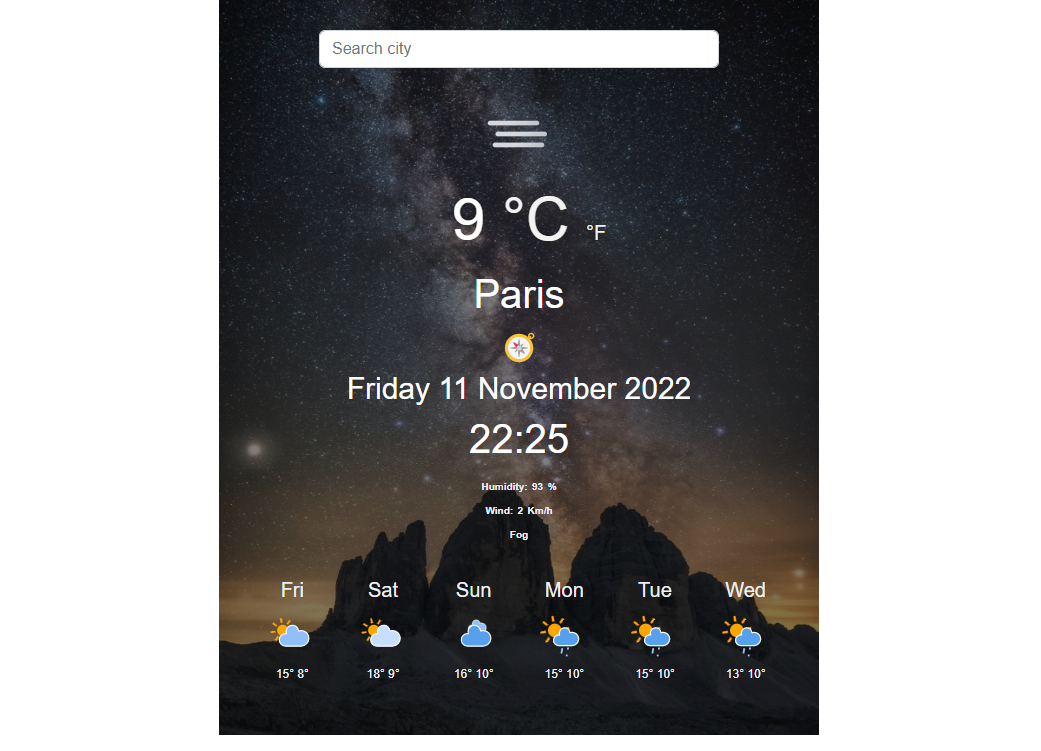 Search city
9 °C °F
Paris
Friday 11 November 2022
22:25
Humidity: 93 %
Wind: 2 Km/h
Fog
Fri Sat Sun Mon Tue Wed
15° 8° 18° 9° 16° 10° 15° 10° 15° 10° 13° 10°